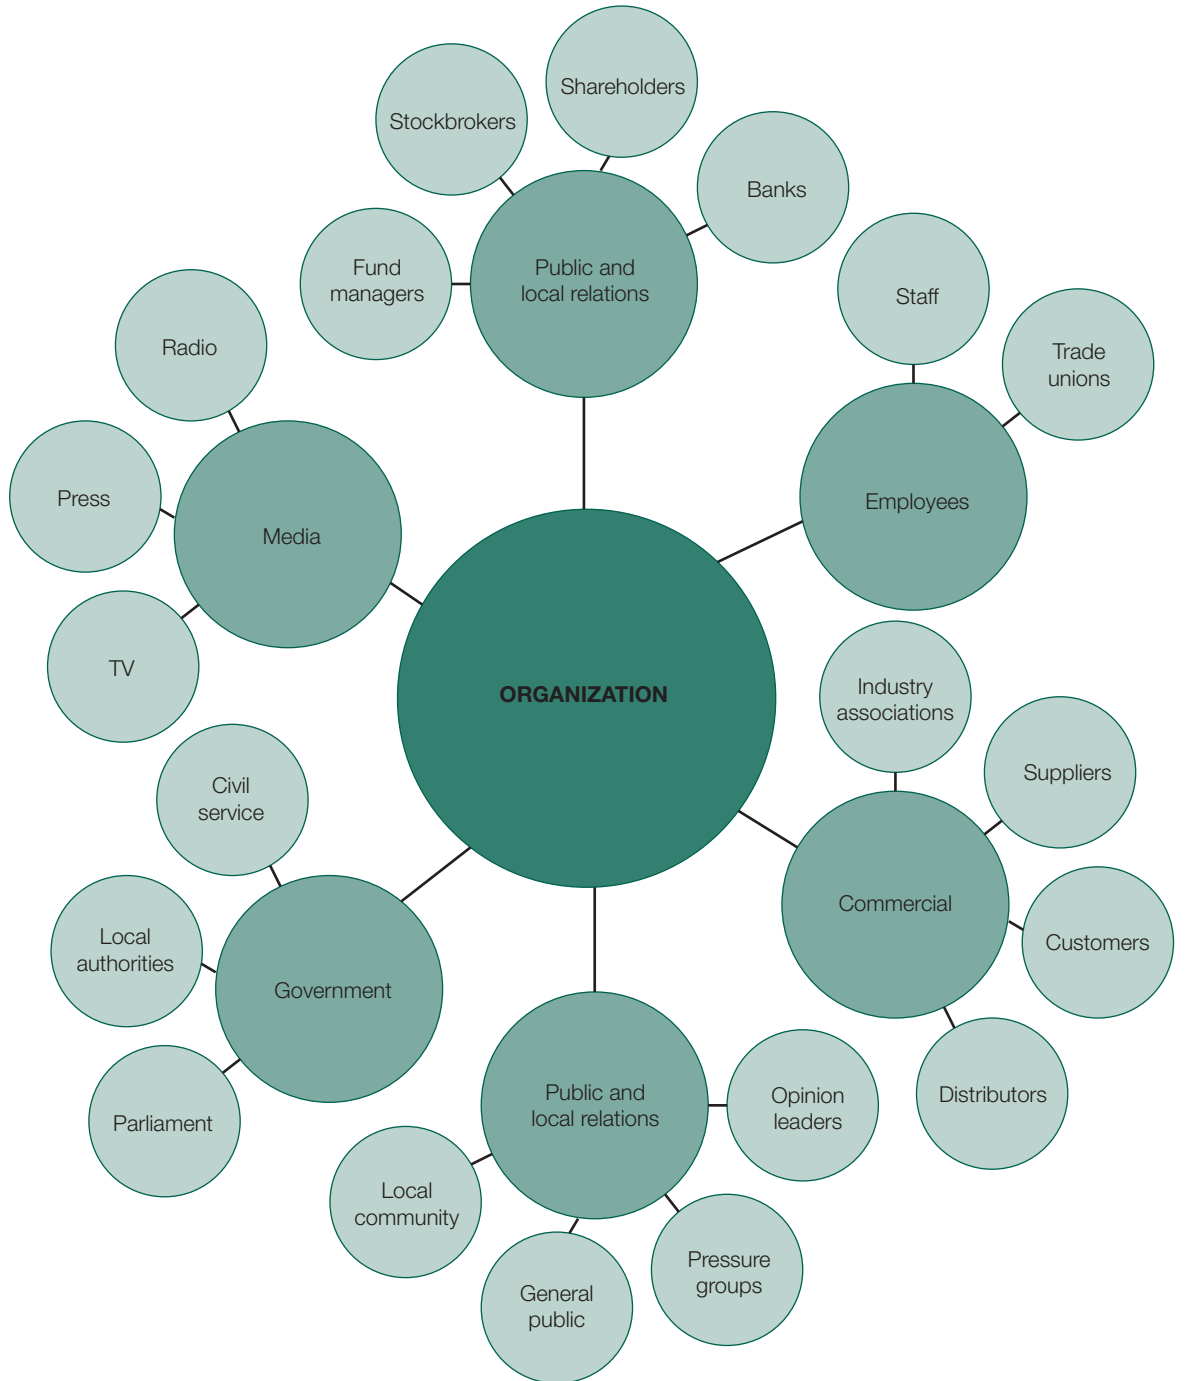 Shareholders
Stockbrokers
Banks
Fund
managers
Public and
local relations
Staff
Radio
Trade
unions
Press
Media
Employees
TV
ORGANIZATION
Industry
associations
Suppliers
Civil
service
Commercial
Customers
Local
authorities
Government
Distributors
Parliament
Public and
local relations
Opinion
leaders
Local
community
Pressure
groups
General
public